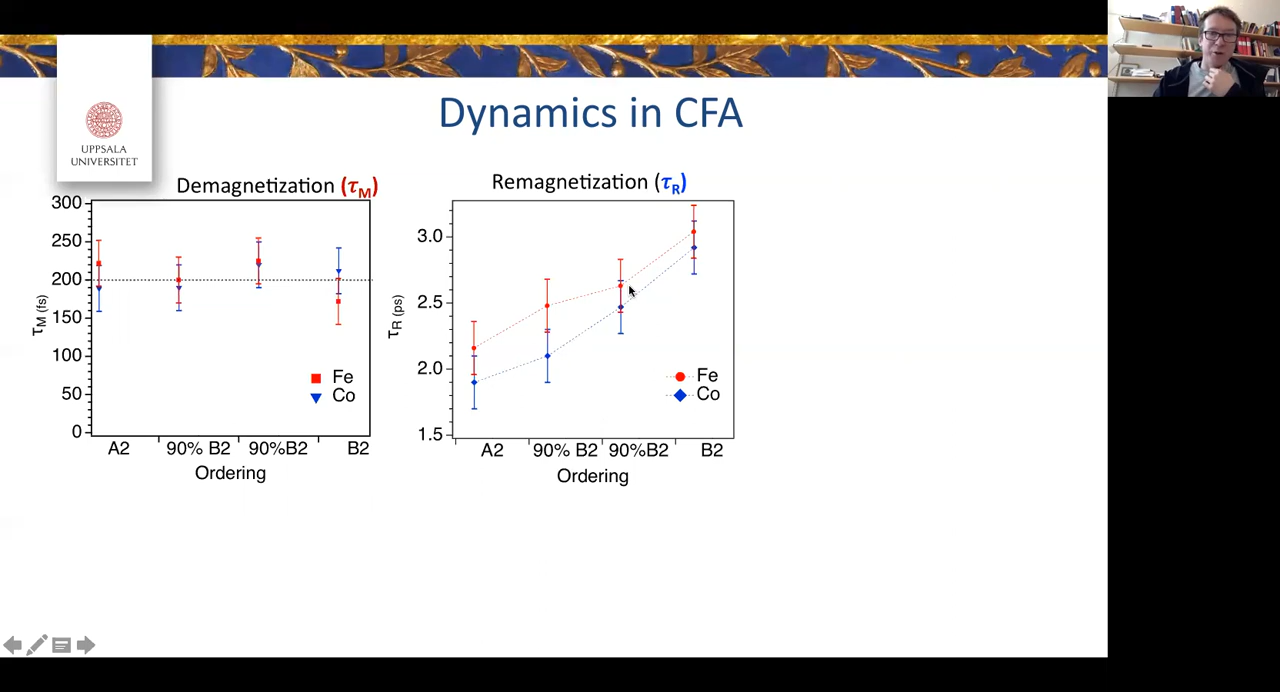 UPPSALA
UNIVERSITET
Dynamics in CFA
Demagnetization (τM)
300
250
200
150
100
50
0
τM (fs)
Fe
Co
A2 90% B2 90%B2 B2
Ordering
Remagnetization (τR)
3.0
2.5
2.0
1.5
τR (ps)
Fe
Co
A2 90% B2 90%B2 B2
Ordering